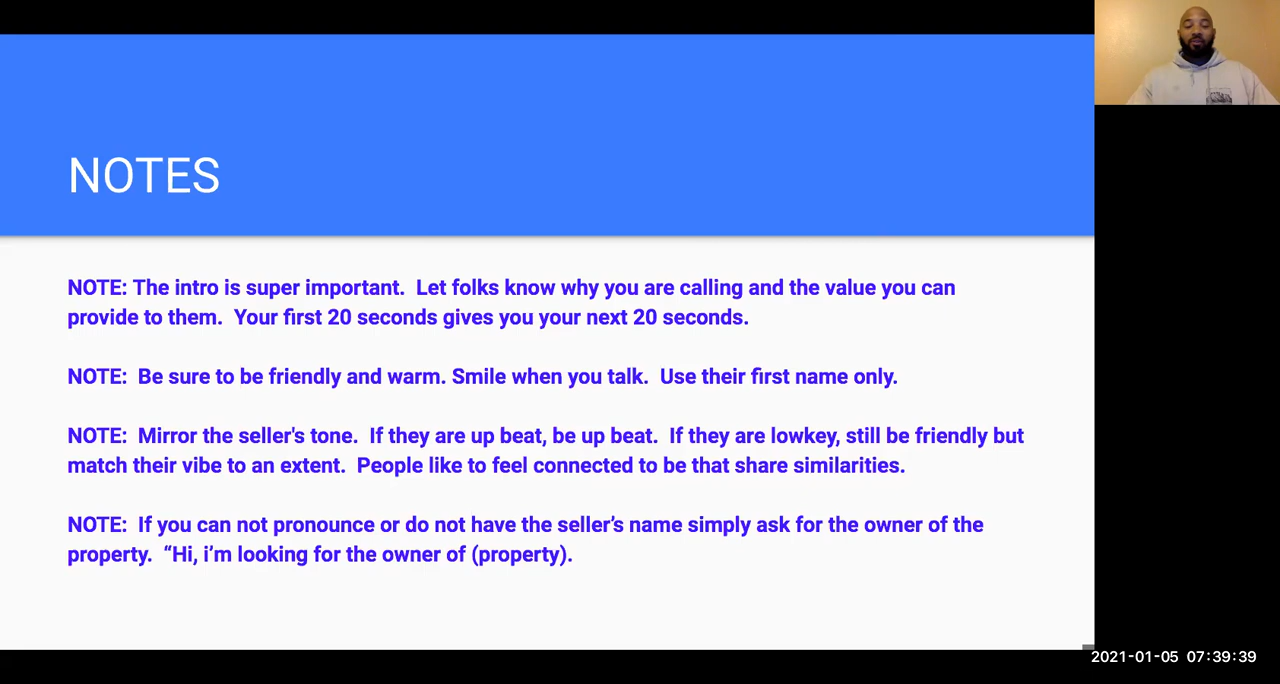 NOTES
NOTE: The intro is super important.  Let folks know why you are calling and the value you can
provide to them.  Your first 20 seconds gives you your next 20 seconds.
NOTE:  Be sure to be friendly and warm. Smile when you talk.  Use their first name only.
NOTE:  Mirror the seller's tone.  If they are up beat, be up beat.  If they are lowkey, still be friendly but
match their vibe to an extent.  People like to feel connected to be that share similarities.
NOTE:  If you can not pronounce or do not have the seller’s name simply ask for the owner of the
property.  “Hi, i’m looking for the owner of (property).
2021-01-05 07:39:39